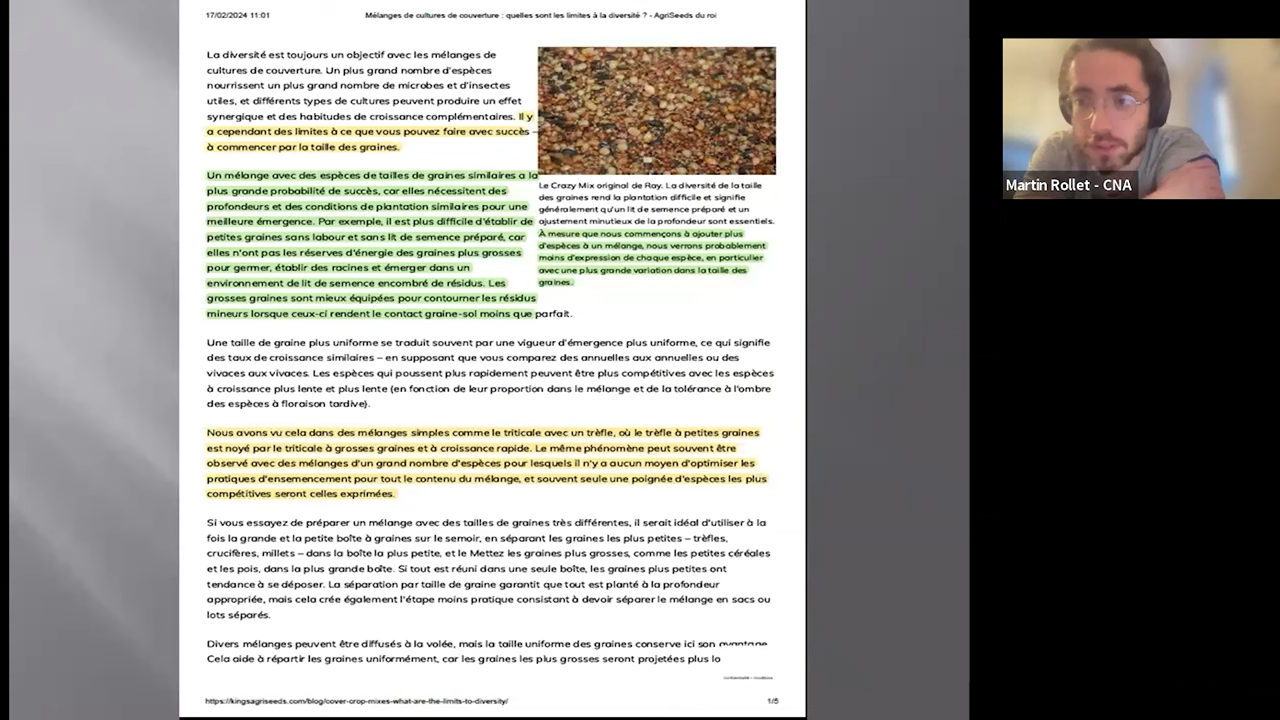 17/02/2024 11:01
Mélanges de cultures de couverture : quelles sont les limites à la diversité ? - AgriSeeds du roi
La diversité est toujours un objectif avec les mélanges de
cultures de couverture. Un plus grand nombre d'espèces
nourrissent un plus grand nombre de microbes et d'insectes
utiles, et différents types de cultures peuvent produire un effet
synergique et des habitudes de croissance complémentaires. Il y
a cependant des limites à ce que vous pouvez faire avec succès –
à commencer par la taille des graines.
Un mélange avec des espèces de tailles de graines similaires a la
plus grande probabilité de succès, car elles nécessitent des
profondeurs et des conditions de plantation similaires pour une
meilleure émergence. Par exemple, il est plus difficile d'établir de
petites graines sans labour et sans lit de semence préparé, car
elles n'ont pas les réserves d'énergie des graines plus grosses
pour germer, établir des racines et émerger dans un
environnement de lit de semence encombré de résidus. Les
grosses graines sont mieux équipées pour contourner les résidus
mineurs lorsque ceux-ci rendent le contact graine-sol moins que parfait.
Le Crazy Mix original de Ray. La diversité de la taille
des graines rend la plantation difficile et signifie
généralement qu'un lit de semence préparé et un
ajustement minutieux de la profondeur sont essentiels.
À mesure que nous commençons à ajouter plus
d'espèces à un mélange, nous verrons probablement
moins d'expression de chaque espèce, en particulier
avec une plus grande variation dans la taille des
graines.
Une taille de graine plus uniforme se traduit souvent par une vigueur d'émergence plus uniforme, ce qui signifie
des taux de croissance similaires – en supposant que vous comparez des annuelles aux annuelles ou des
vivaces aux vivaces. Les espèces qui poussent plus rapidement peuvent être plus compétitives avec les espèces
à croissance plus lente et plus lente (en fonction de leur proportion dans le mélange et de la tolérance à l'ombre
des espèces à floraison tardive).
Nous avons vu cela dans des mélanges simples comme le triticale avec un trèfle, où le trèfle à petites graines
est noyé par le triticale à grosses graines et à croissance rapide. Le même phénomène peut souvent être
observé avec des mélanges d'un grand nombre d'espèces pour lesquels il n'y a aucun moyen d'optimiser les
pratiques d'ensemencement pour tout le contenu du mélange, et souvent seule une poignée d'espèces les plus
compétitives seront celles exprimées.
Si vous essayez de préparer un mélange avec des tailles de graines très différentes, il serait idéal d'utiliser à la
fois la grande et la petite boîte à graines sur le semoir, en séparant les graines les plus petites – trèfles,
crucifères, millets – dans la boîte la plus petite, et le Mettez les graines plus grosses, comme les petites céréales
et les pois, dans la plus grande boîte. Si tout est réuni dans une seule boîte, les graines plus petites ont
tendance à se déposer. La séparation par taille de graine garantit que tout est planté à la profondeur
appropriée, mais cela crée également l'étape moins pratique consistant à devoir séparer le mélange en sacs ou
lots séparés.
Divers mélanges peuvent être diffusés à la volée, mais la taille uniforme des graines conserve ici son avantage
Cela aide à répartir les graines uniformément, car les graines les plus grosses seront projetées plus lo
https://kingsagriseeds.com/blog/cover-crop-mixes-what-are-the-limits-to-diversity/
1/5
Martin Rollet - CNA